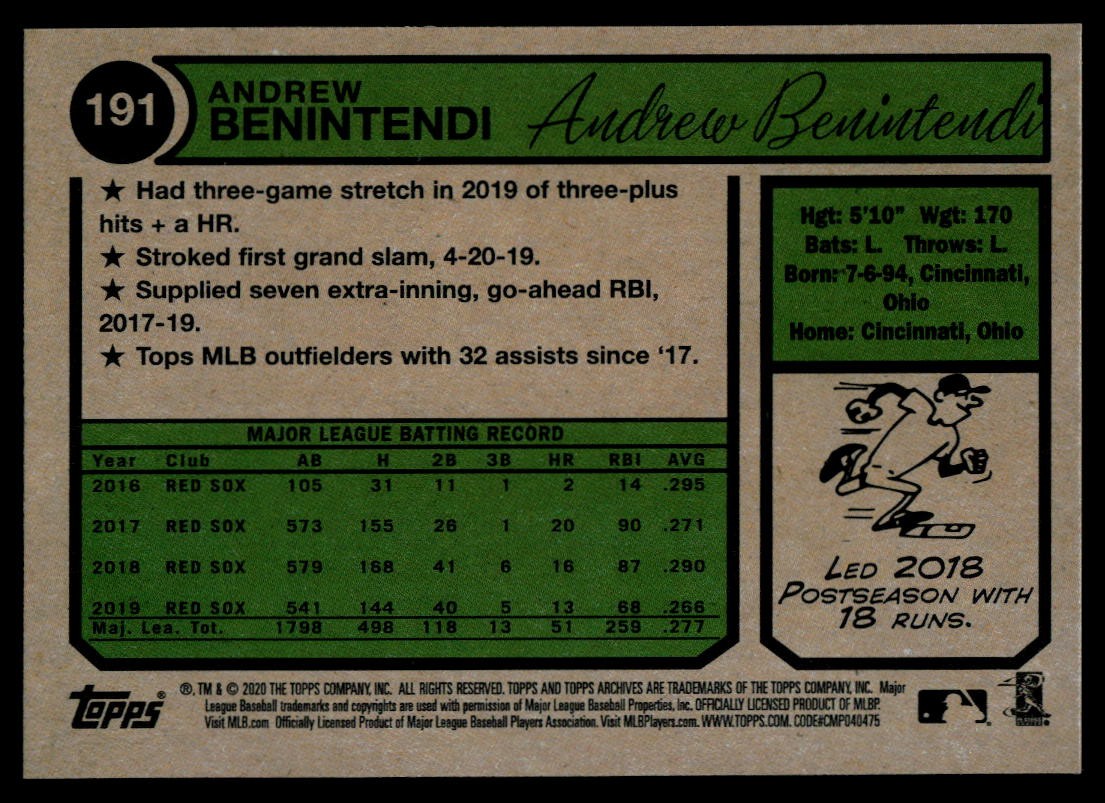 191
ANDREW
BENINTENDI
Andrew Benintendi
★ Had three-game stretch in 2019 of three-plus
hits + a HR.
★ Stroked first grand slam, 4-20-19.
★ Supplied seven extra-inning, go-ahead RBI,
2017-19.
★ Tops MLB outfielders with 32 assists since ‘17.
Hgt: 5'10" Wgt: 170
Bats: L. Throws: L.
Born: 7-6-94, Cincinnati,
Ohio
Home: Cincinnati, Ohio
MAJOR LEAGUE BATTING RECORD
Year Club AB H 2B 3B HR RBI AVG
2016 RED SOX 105 31 11 1 2 14 .295
2017 RED SOX 573 155 26 1 20 90 .271
2018 RED SOX 579 168 41 6 16 87 .290
2019 RED SOX 541 144 40 5 13 68 .266
Maj. Lea. Tot. 1798 498 118 13 51 259 .277
LED 2018
POSTSEASON WITH
18 RUNS.
Topps®
®, TM & © 2020 THE TOPPS COMPANY, INC. ALL RIGHTS RESERVED. TOPPS AND TOPPS ARCHIVES ARE TRADEMARKS OF THE TOPPS COMPANY, INC. Major
League Baseball trademarks and copyrights are used with permission of Major League Baseball Properties, Inc. OFFICIALLY LICENSED PRODUCT OF MLBP.
Visit MLB.com Officially Licensed Product of Major League Baseball Players Association. Visit MLBPlayers.com. WWW.TOPPS.COM. CODE#CMP040475